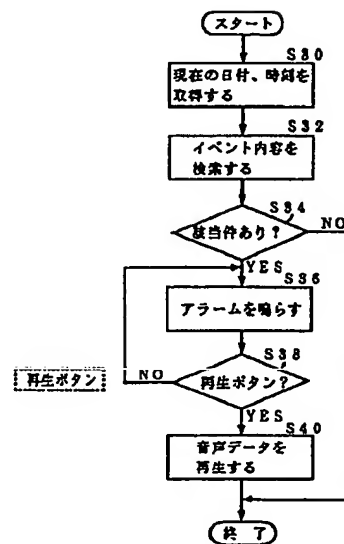 スタート
S30
現在の日付、時刻を
取得する
S32
イベント内容を
検索する
S34
該当件あり?
NO
YES
S36
アラームを鳴らす
S38
再生ボタン
NO
再生ボタン?
YES
S40
音声データを
再生する
終了